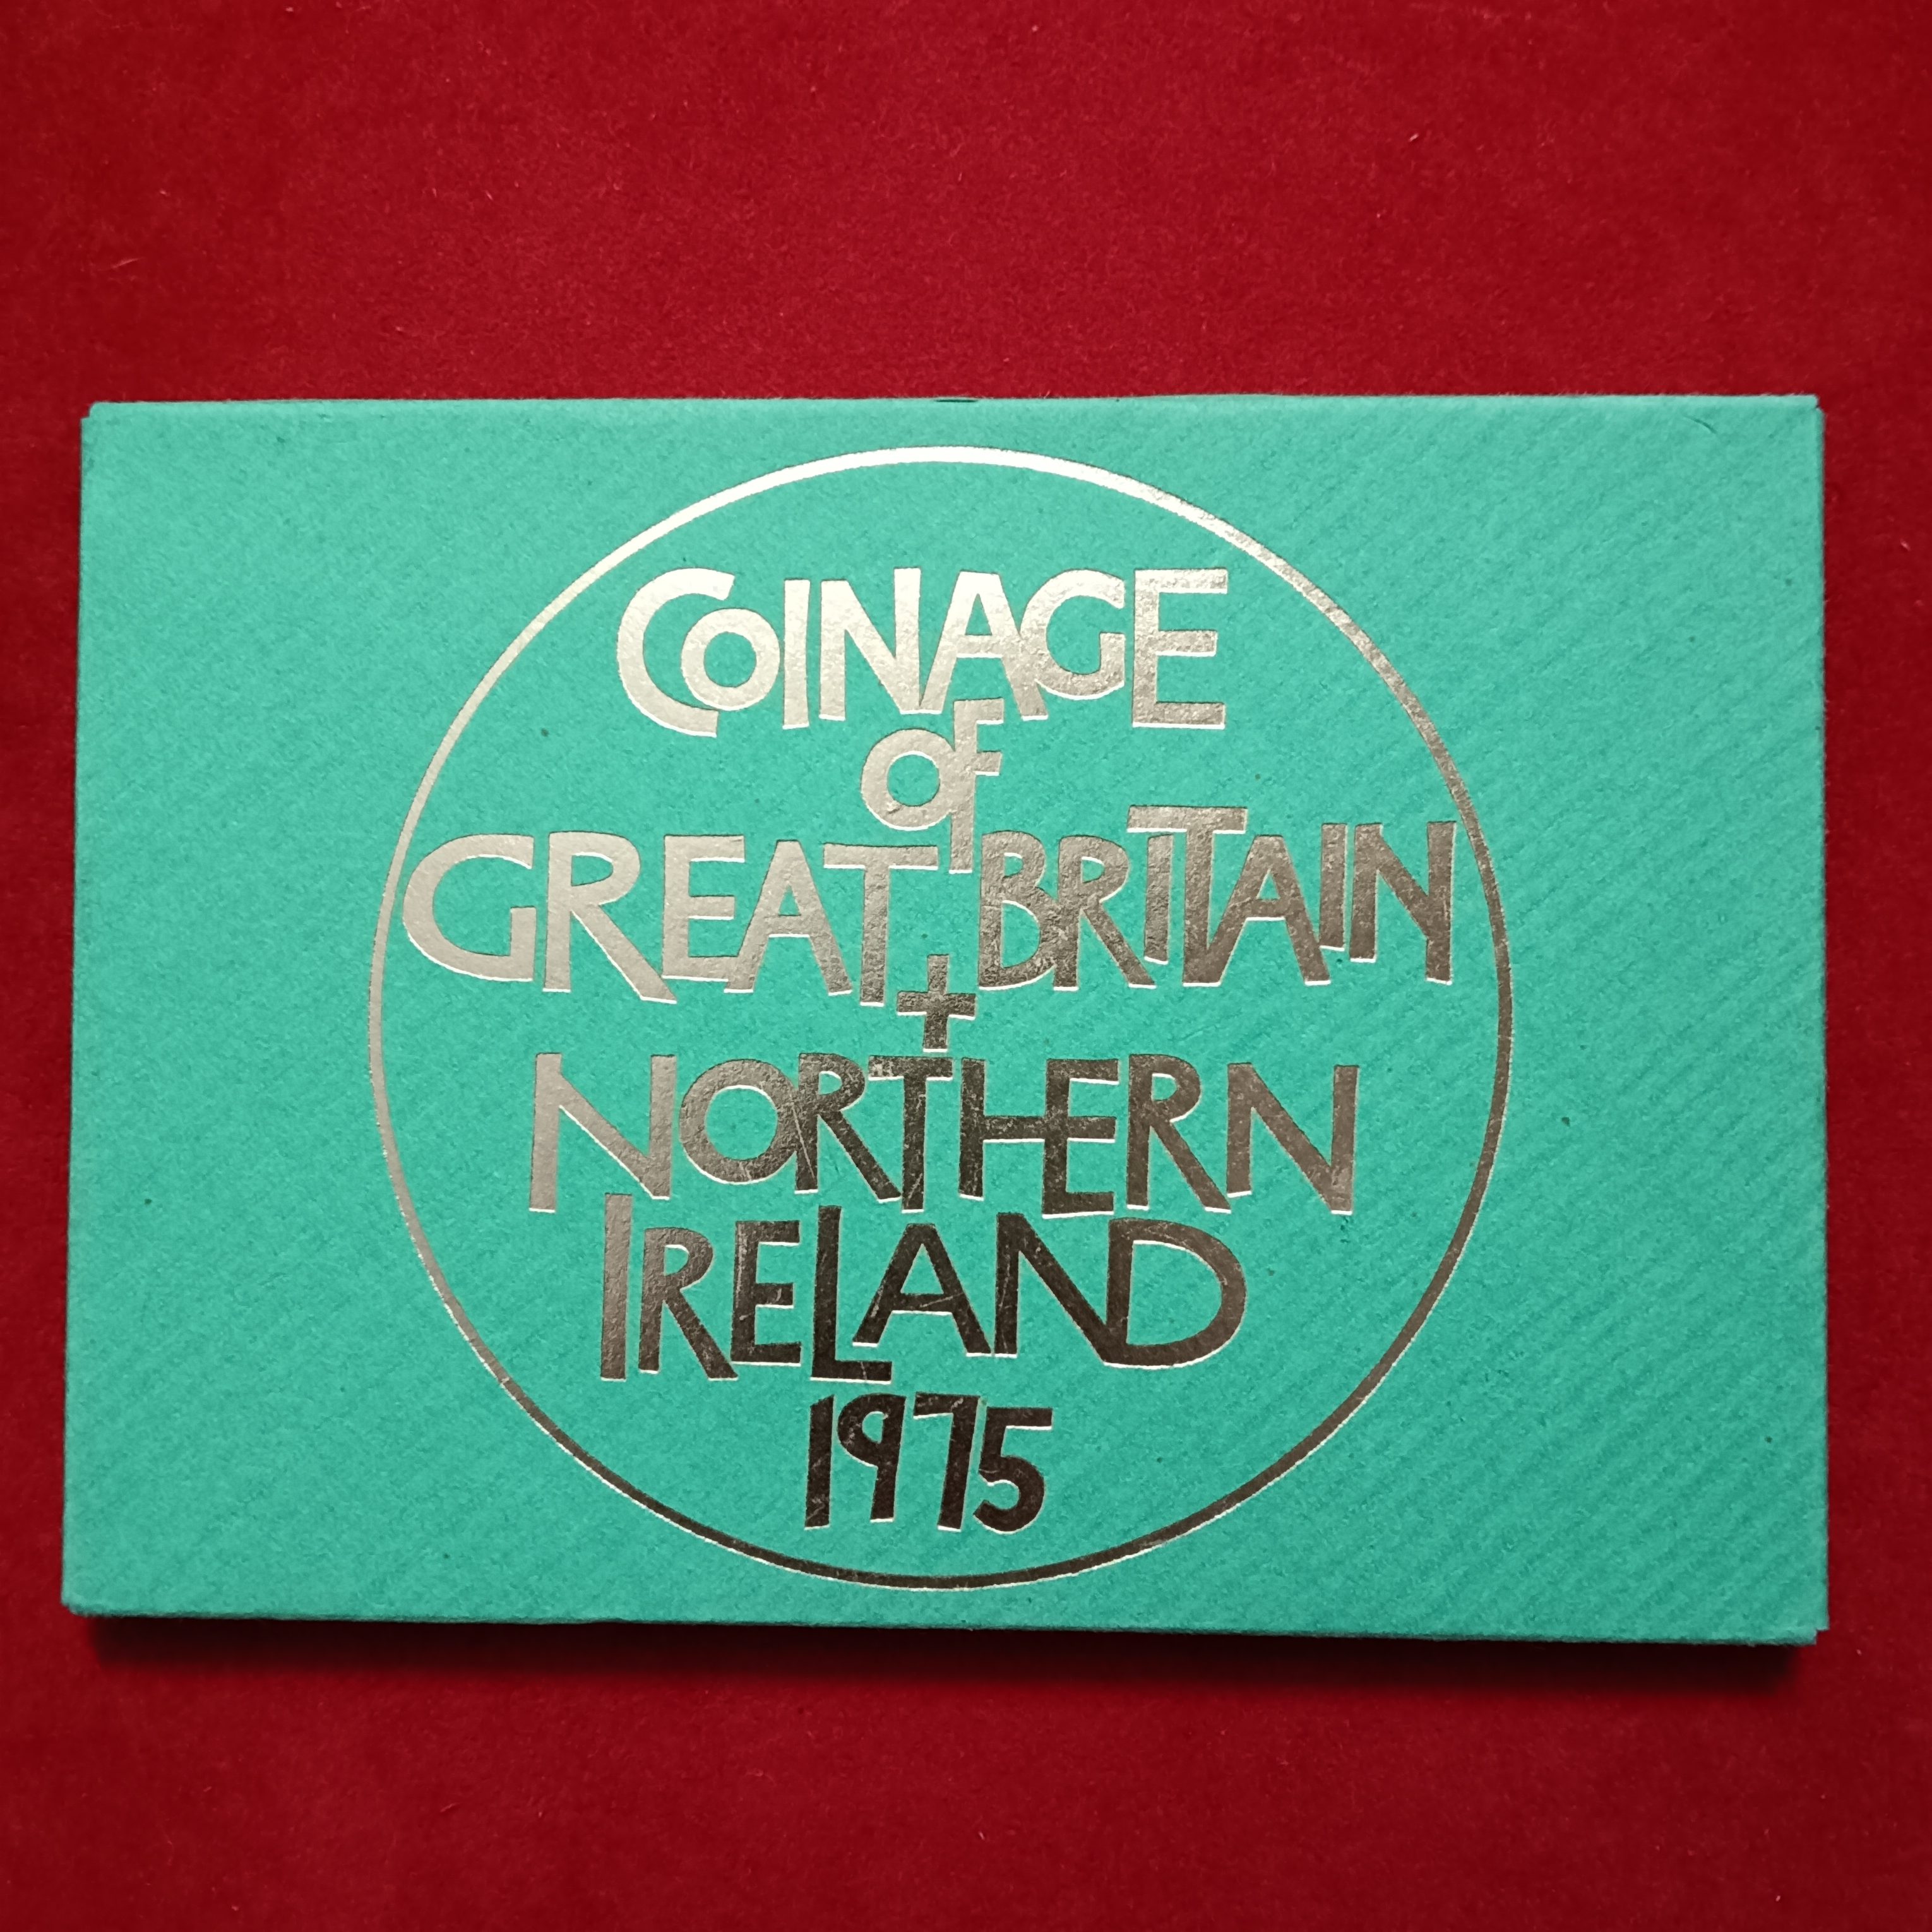 COINAGE
OF
GREAT BRITAIN
+
NORTHERN
IRELAND
1975